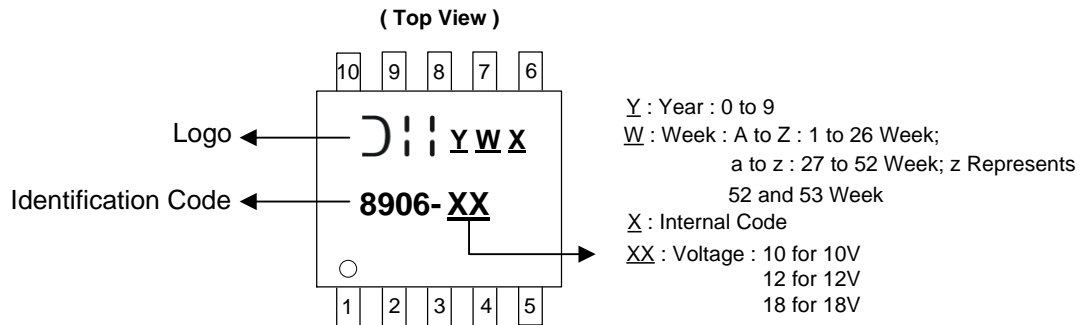 ( Top View )
10 9 8 7 6
Logo
Y W X
Identification Code
8906- XX
1 2 3 4 5
Y : Year : 0 to 9
W : Week : A to Z : 1 to 26 Week;
a to z : 27 to 52 Week; z Represents
52 and 53 Week
X : Internal Code
XX : Voltage : 10 for 10V
12 for 12V
18 for 18V